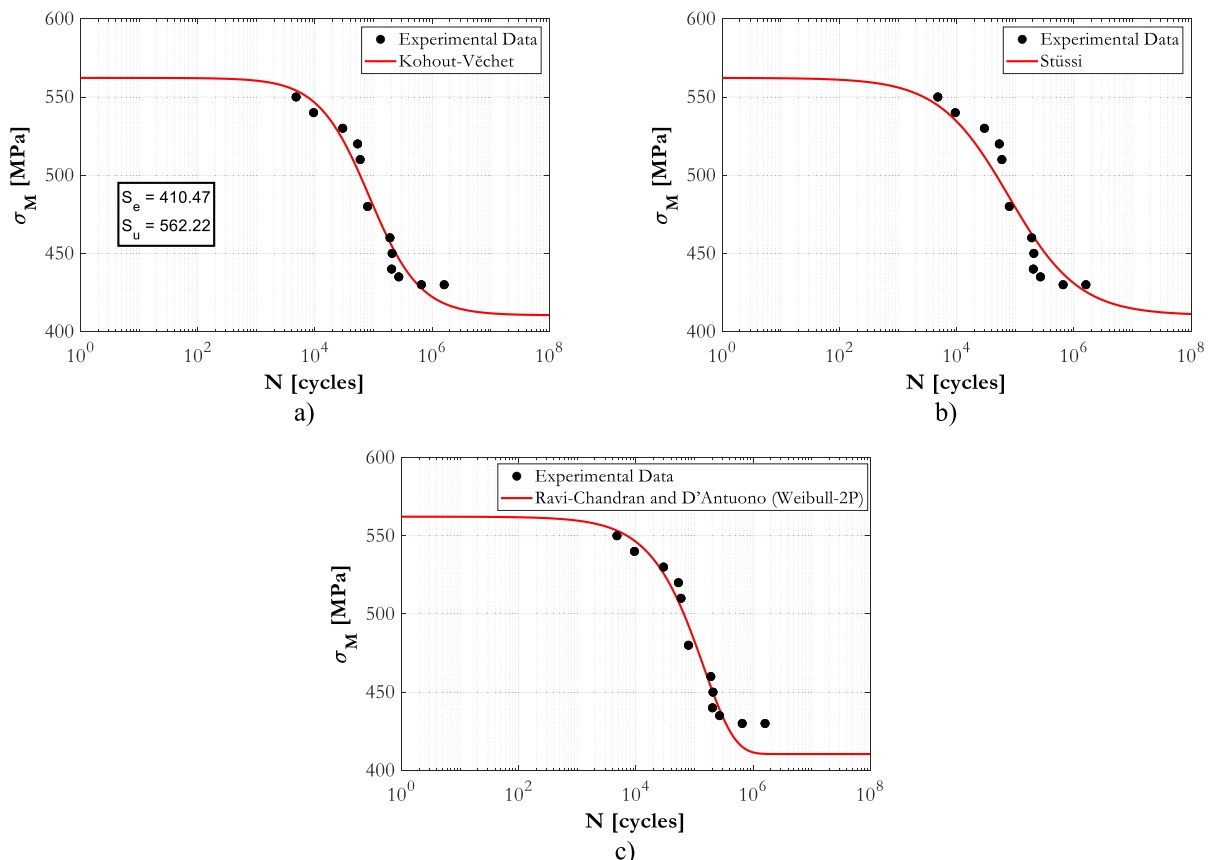 600
550
500
450
400
σM [MPa]
Experimental Data
Kohout-Vĕchet
Se = 410.47
Su = 562.22
10^0 10^2 10^4 10^6 10^8
N [cycles]
a)
600
550
500
450
400
σM [MPa]
Experimental Data
Stüssi
10^0 10^2 10^4 10^6 10^8
N [cycles]
b)
600
550
500
450
400
σM [MPa]
Experimental Data
Ravi-Chandran and D'Antuono (Weibull-2P)
10^0 10^2 10^4 10^6 10^8
N [cycles]
c)